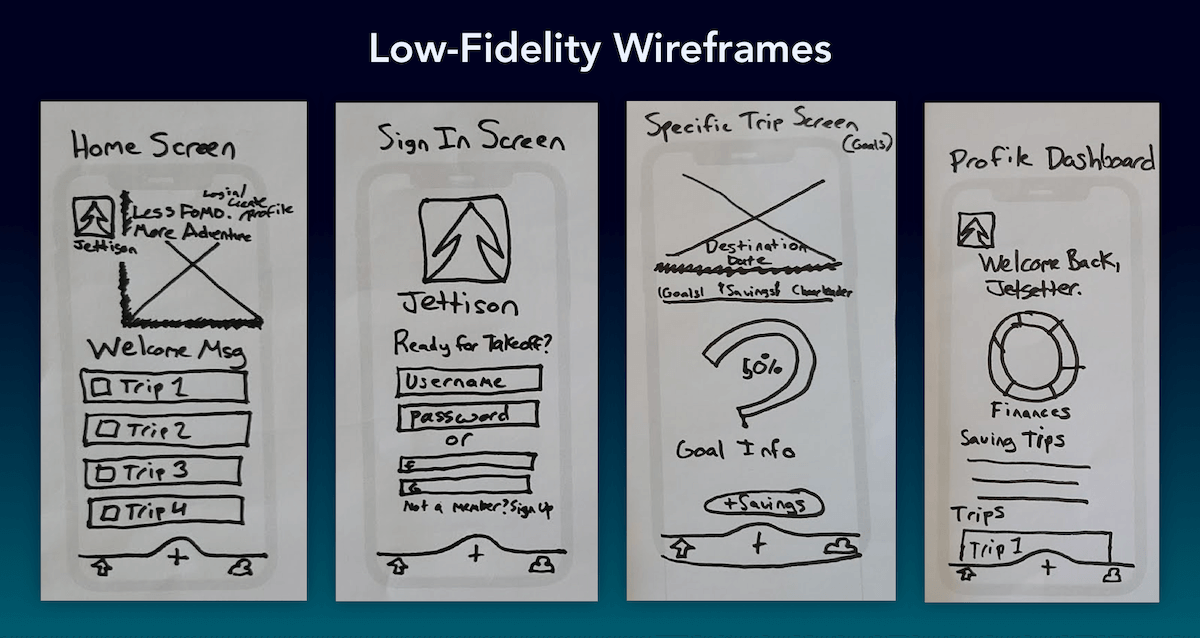 Low-Fidelity Wireframes
Home Screen
Login/
Create
profile
Less FOMO.
More Adventure
Jettison
Welcome Msg
Trip 1
Trip 2
Trip 3
Trip 4
+
Sign In Screen
Jettison
Ready for Takeoff?
Username
password
or
F
G
Not a member? Sign Up
+
Specific Trip Screen
(Goals)
Destination
Date
Goals Savings Cheerleader
50%
Goal Info
+Savings
+
Profile Dashboard
Welcome Back,
Jetsetter.
Finances
Saving Tips
Trips
Trip 1
+